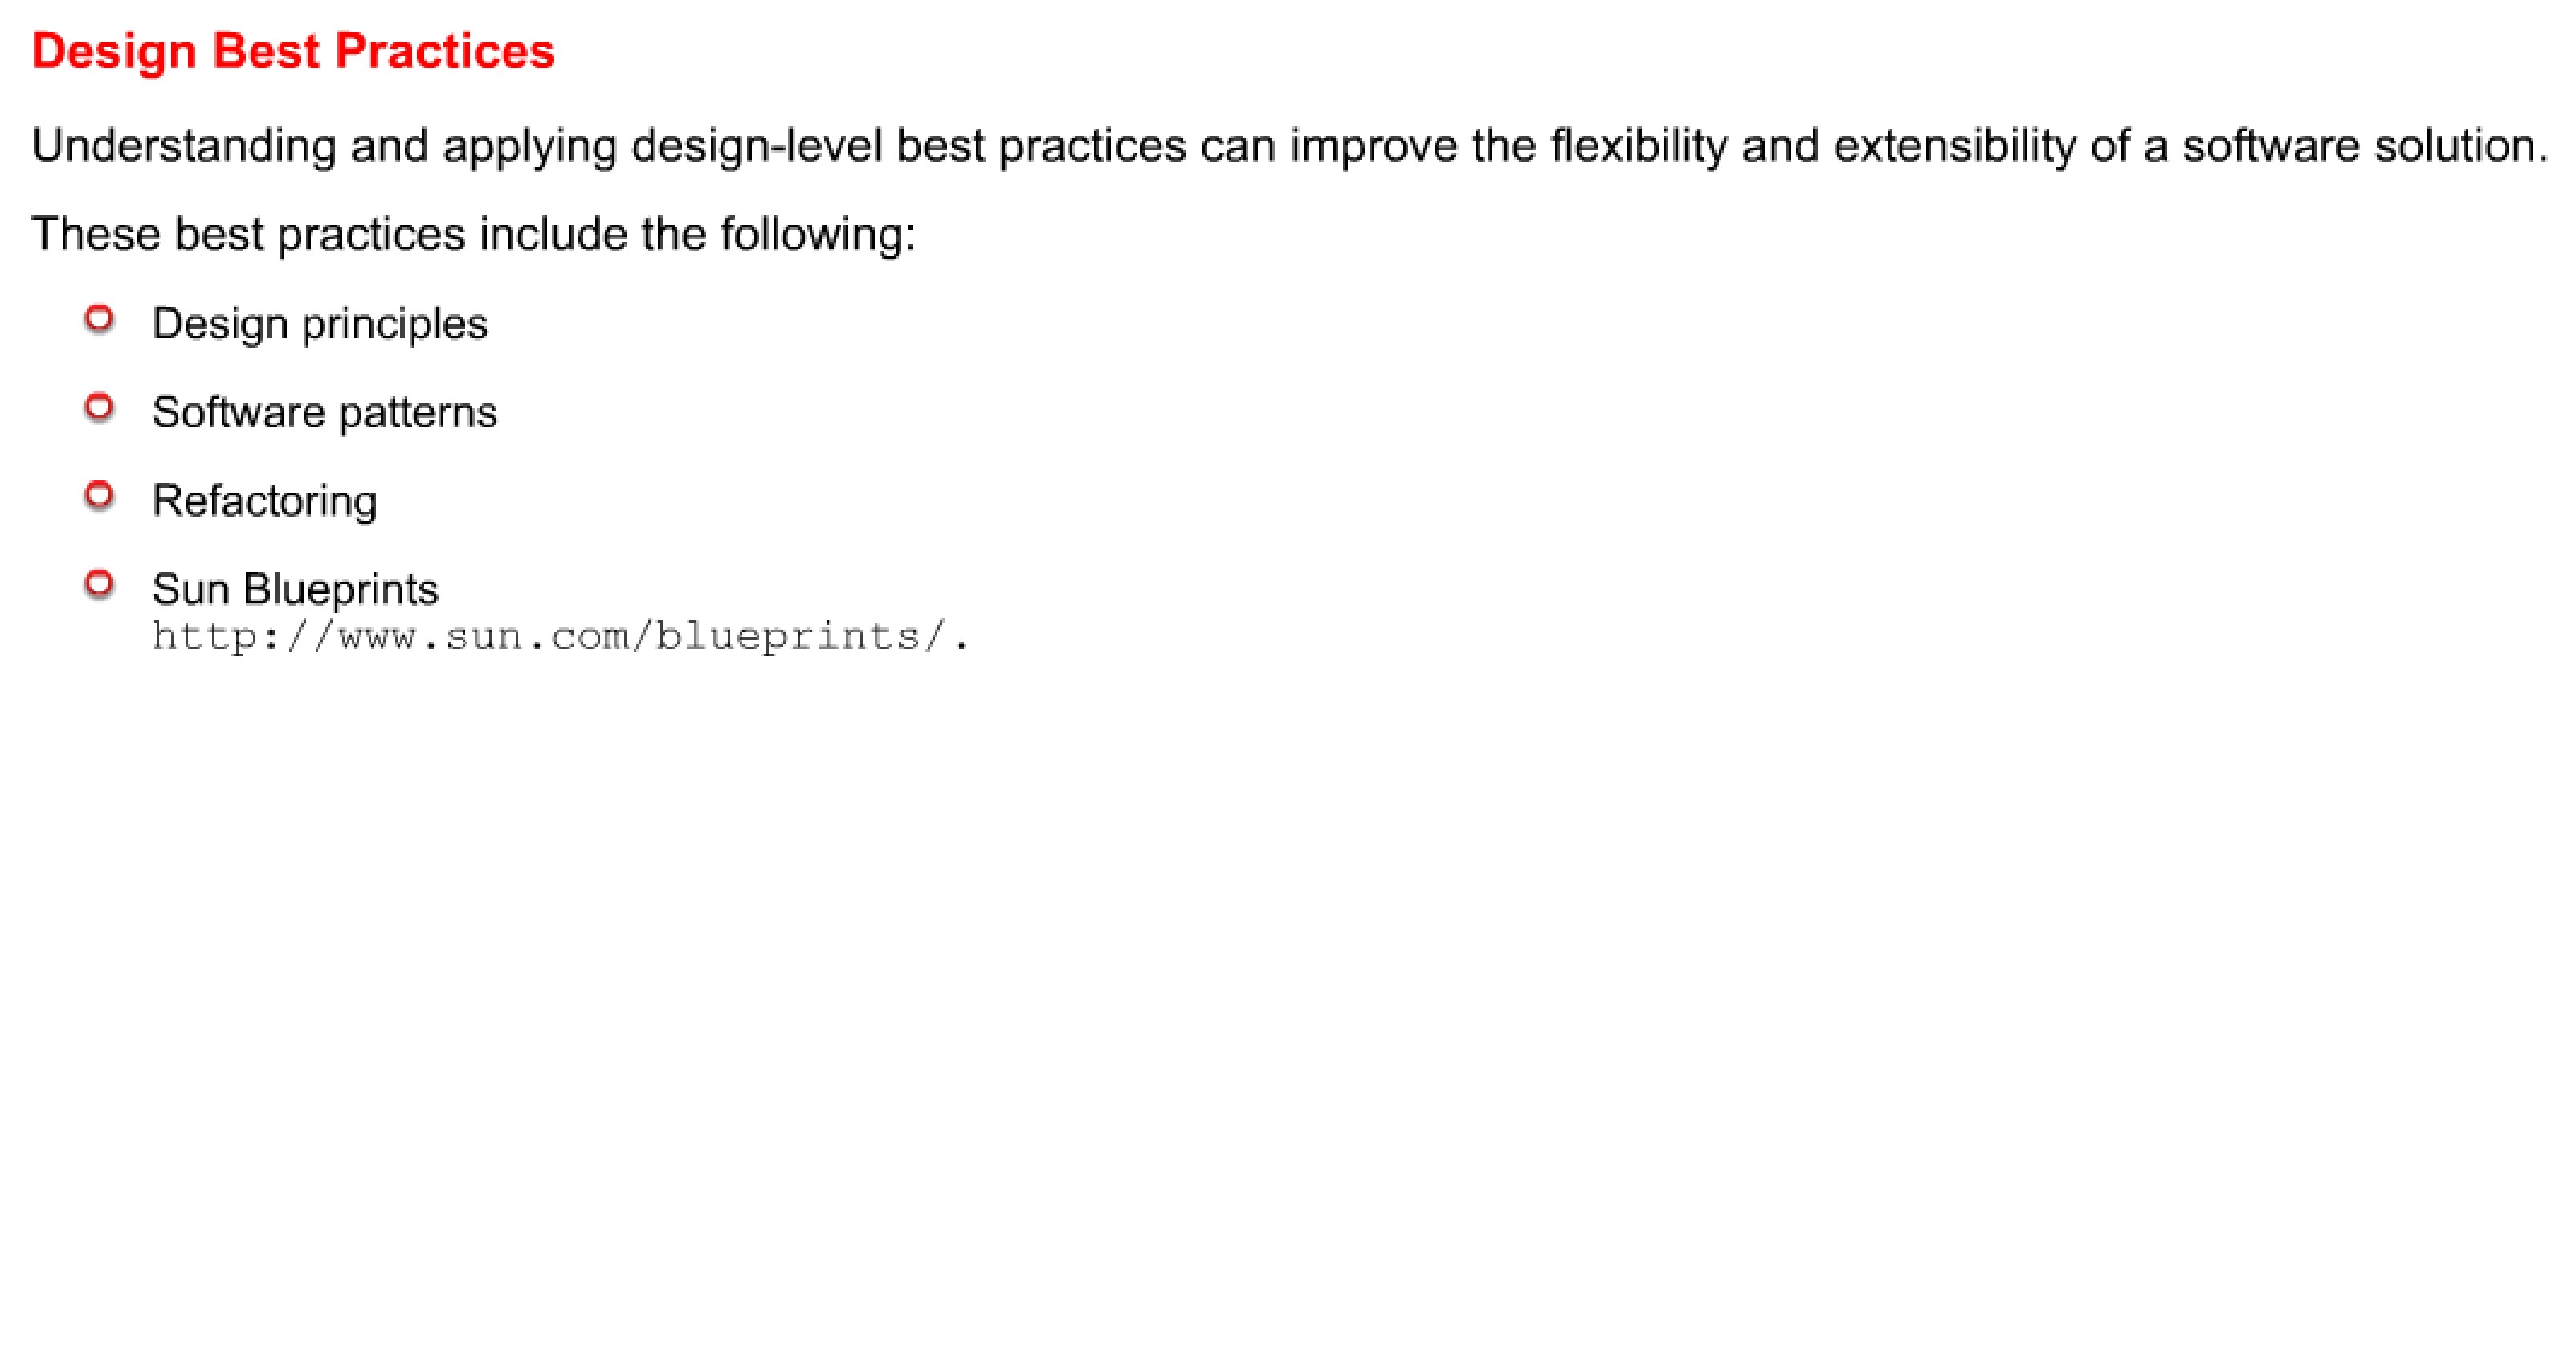 Design Best Practices
Understanding and applying design-level best practices can improve the flexibility and extensibility of a software solution.
These best practices include the following:
Design principles
Software patterns
Refactoring
Sun Blueprints
http://www.sun.com/blueprints/.